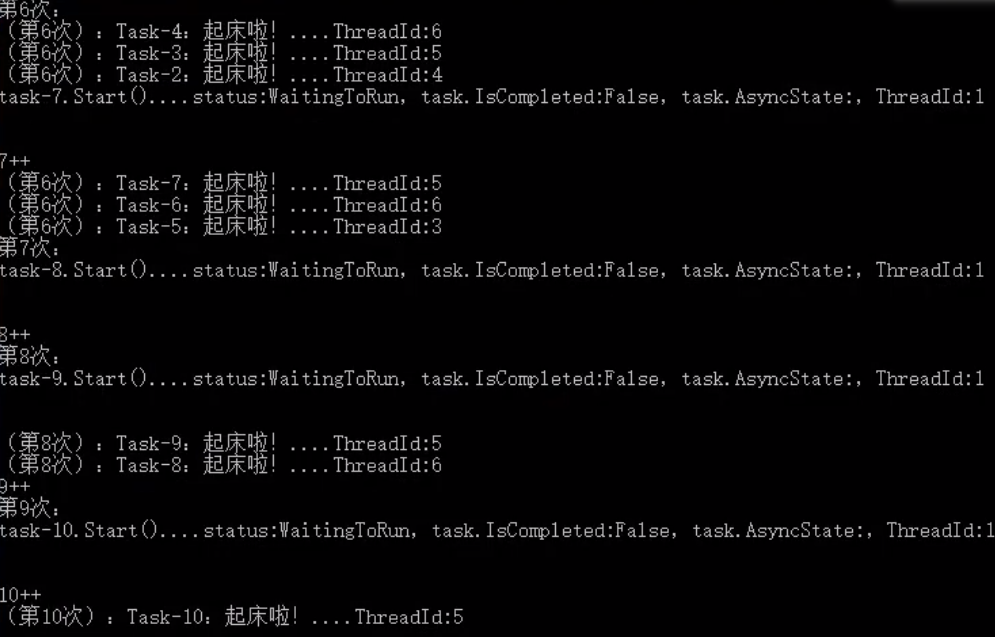 第6次:
（第6次）: Task-4: 起床啦! ....ThreadId:6
（第6次）: Task-3: 起床啦! ....ThreadId:5
（第6次）: Task-2: 起床啦! ....ThreadId:4
task-7.Start()....status:WaitingToRun, task.IsCompleted:False, task.AsyncState:, ThreadId:1
7++
（第6次）: Task-7: 起床啦! ....ThreadId:5
（第6次）: Task-6: 起床啦! ....ThreadId:6
（第6次）: Task-5: 起床啦! ....ThreadId:3
第7次:
task-8.Start()....status:WaitingToRun, task.IsCompleted:False, task.AsyncState:, ThreadId:1
8++
第8次:
task-9.Start()....status:WaitingToRun, task.IsCompleted:False, task.AsyncState:, ThreadId:1
（第8次）: Task-9: 起床啦! ....ThreadId:5
（第8次）: Task-8: 起床啦! ....ThreadId:6
9++
第9次:
task-10.Start()....status:WaitingToRun, task.IsCompleted:False, task.AsyncState:, ThreadId:1
10++
（第10次）: Task-10: 起床啦! ....ThreadId:5